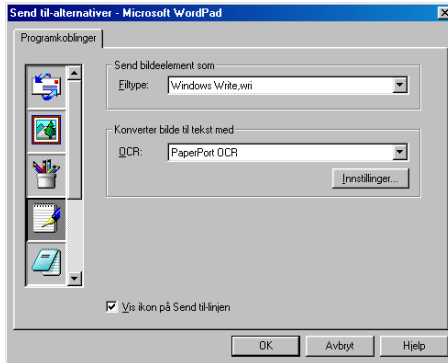 Send til-alternativer - Microsoft WordPad
Programkoblinger
Send bildeelement som
Filtype: Windows Write,wri
Konverter bilde til tekst med
OCR: PaperPort OCR
Innstillinger...
Vis ikon på Send til-linjen
OK Avbryt Hjelp